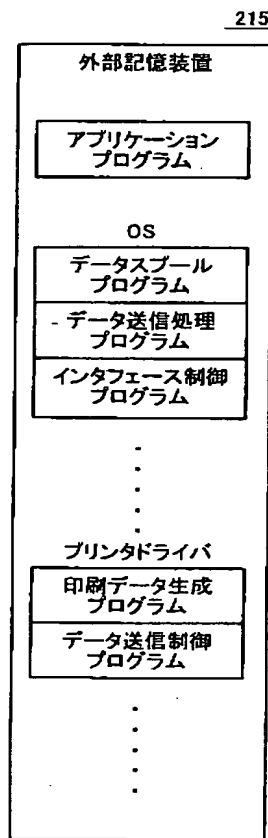 215
外部記憶装置
アプリケーション
プログラム
OS
データスプール
プログラム
データ送信処理
プログラム
インタフェース制御
プログラム
プリンタドライバ
印刷データ生成
プログラム
データ送信制御
プログラム